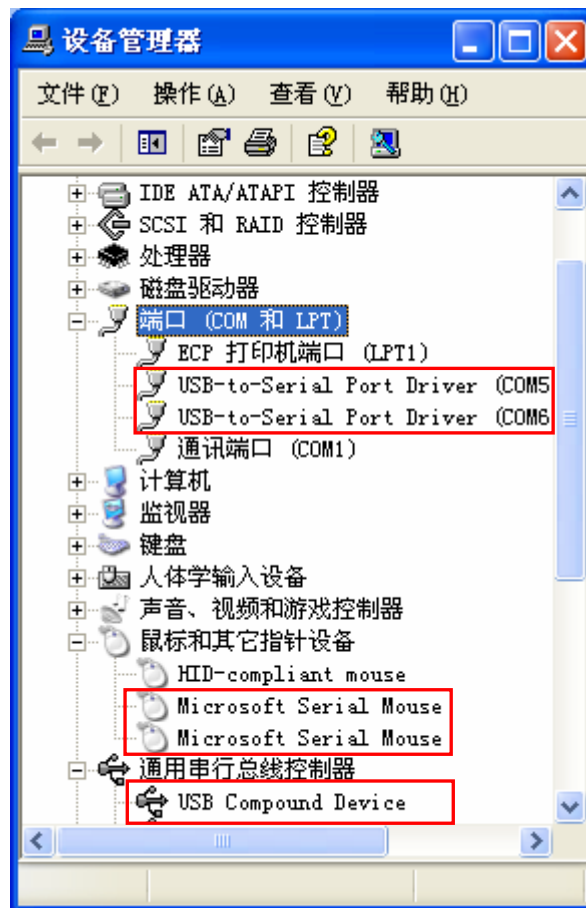 设备管理器
文件(F) 操作(A) 查看(V) 帮助(H)
IDE ATA/ATAPI 控制器
SCSI 和 RAID 控制器
处理器
磁盘驱动器
端口 (COM 和 LPT)
ECP 打印机端口 (LPT1)
USB-to-Serial Port Driver (COM5
USB-to-Serial Port Driver (COM6
通讯端口 (COM1)
计算机
监视器
键盘
人体学输入设备
声音、视频和游戏控制器
鼠标和其它指针设备
HID-compliant mouse
Microsoft Serial Mouse
Microsoft Serial Mouse
通用串行总线控制器
USB Compound Device